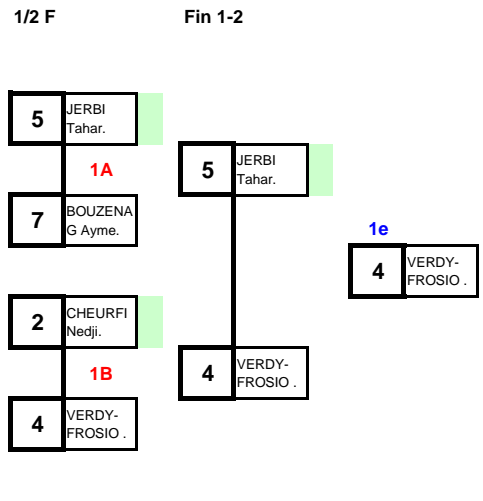 1/2 F
Fin 1-2
5
JERBI
Tahar.
1A
7
BOUZENA
G Ayme.
2
CHEURFI
Nedji.
1B
4
VERDY-
FROSIO .
5
JERBI
Tahar.
4
VERDY-
FROSIO .
1e
4
VERDY-
FROSIO .